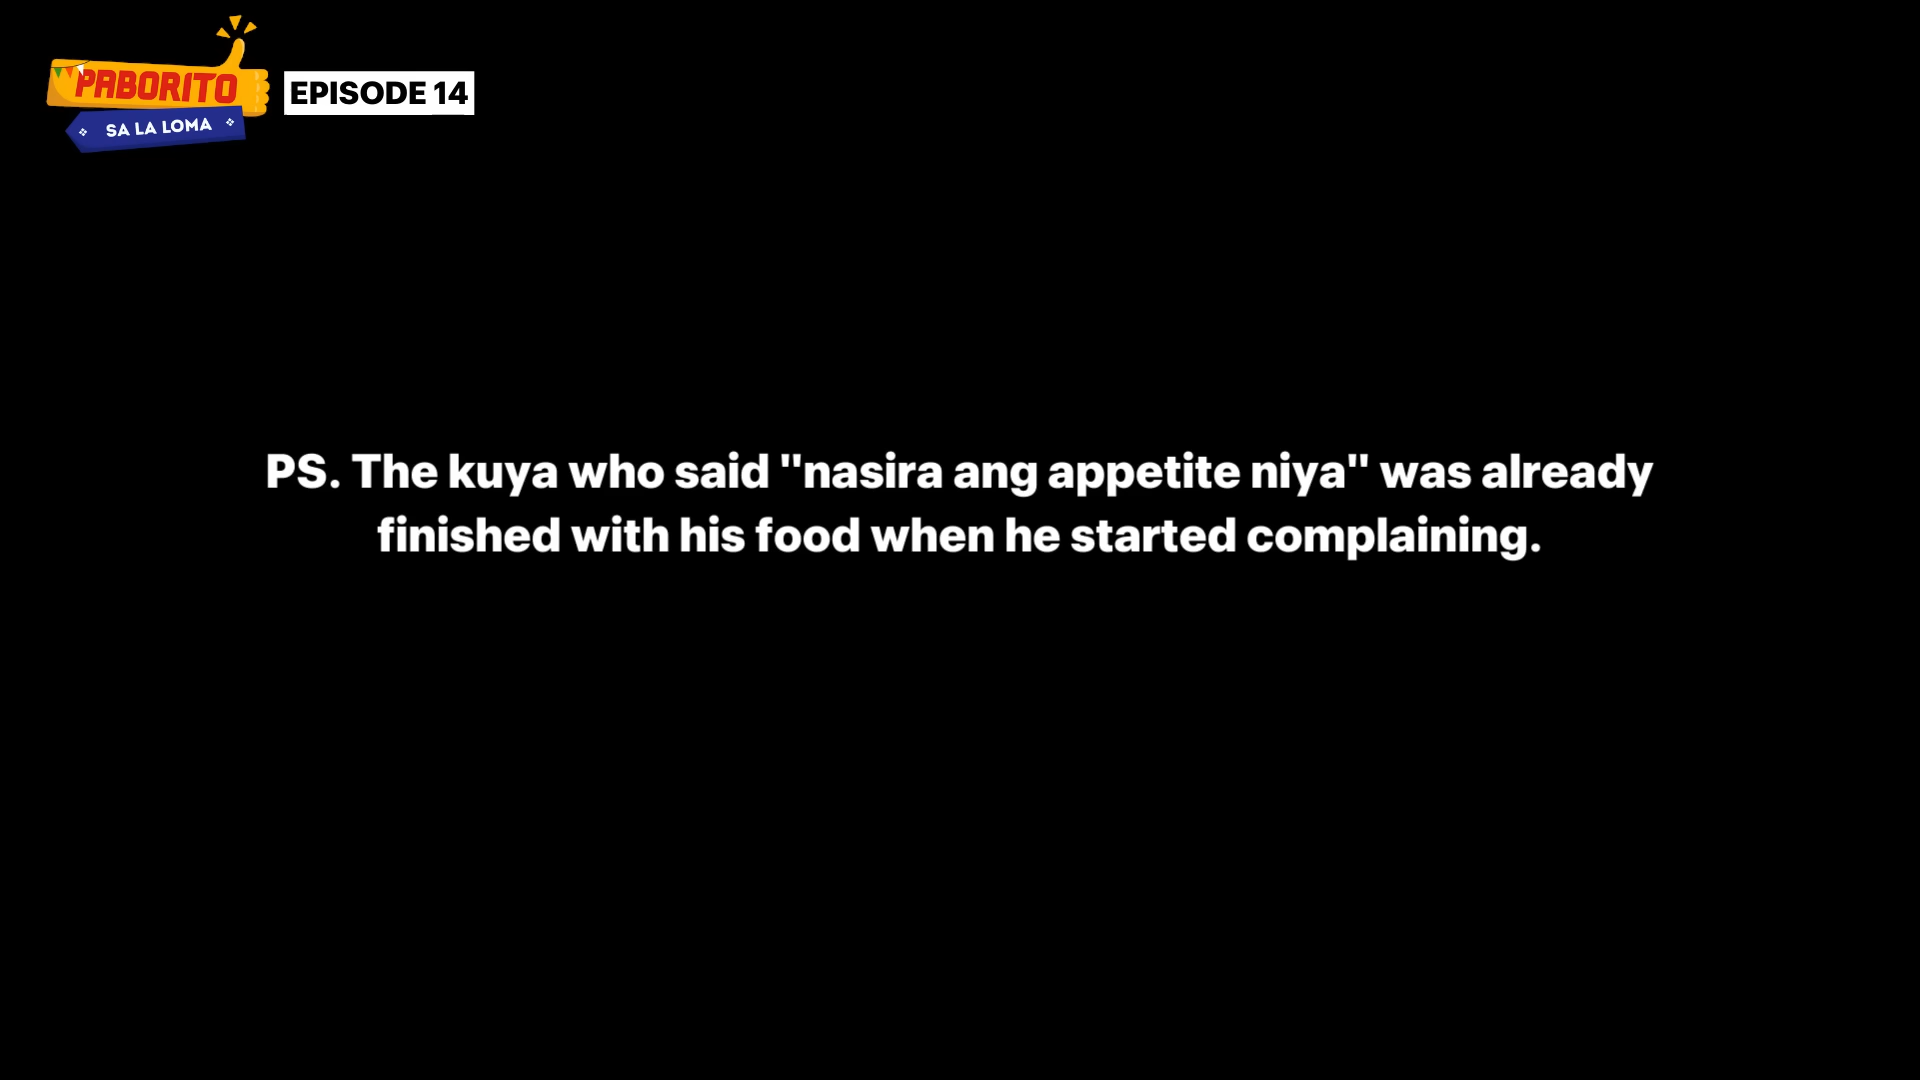 PABORITO
SA LA LOMA
EPISODE 14
PS. The kuya who said "nasira ang appetite niya" was already
finished with his food when he started complaining.